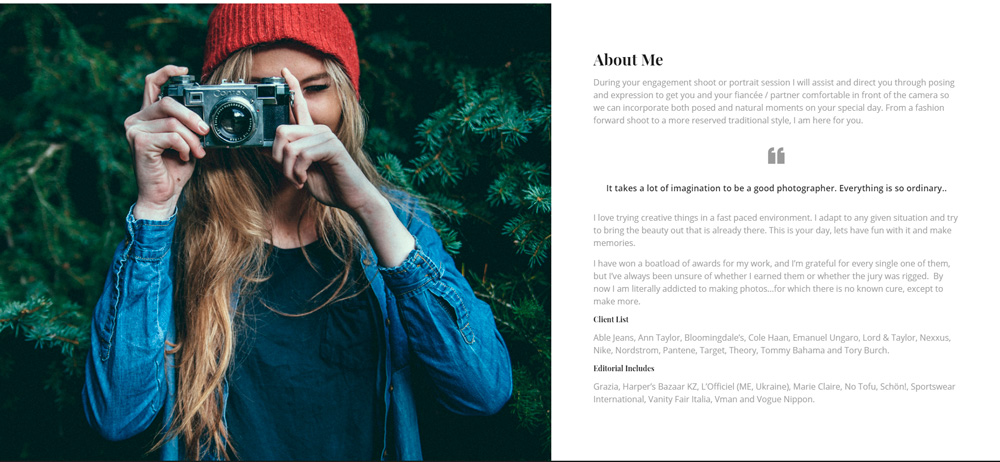 About Me
During your engagement shoot or portrait session I will assist and direct you through posing
and expression to get you and your fiancée / partner comfortable in front of the camera so
we can incorporate both posed and natural moments on your special day. From a fashion
forward shoot to a more reserved traditional style, I am here for you.
It takes a lot of imagination to be a good photographer. Everything is so ordinary..
I love trying creative things in a fast paced environment. I adapt to any given situation and try
to bring the beauty out that is already there. This is your day, lets have fun with it and make
memories.
I have won a boatload of awards for my work, and I'm grateful for every single one of them,
but I've always been unsure of whether I earned them or whether the jury was rigged. By
now I am literally addicted to making photos...for which there is no known cure, except to
make more.
Client List
Able Jeans, Ann Taylor, Bloomingdale's, Cole Haan, Emanuel Ungaro, Lord & Taylor, Nexxus,
Nike, Nordstrom, Pantene, Target, Theory, Tommy Bahama and Tory Burch.
Editorial Includes
Grazia, Harper's Bazaar KZ, L'Officiel (ME, Ukraine), Marie Claire, No Tofu, Schön!, Sportswear
International, Vanity Fair Italia, Vman and Vogue Nippon.